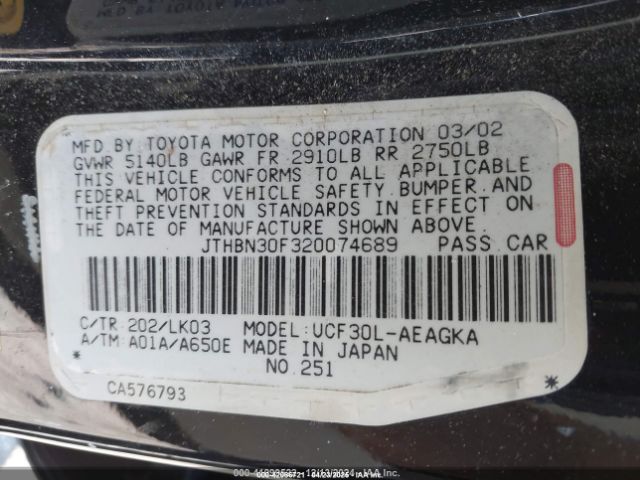 MFD BY TOYOTA MOTOR CORPORATION 03/02
GVWR 5140LB GAWR FR 2910LB RR 2750LB
THIS VEHICLE CONFORMS TO ALL APPLICABLE
FEDERAL MOTOR VEHICLE SAFETY, BUMPER, AND
THEFT PREVENTION STANDARDS IN EFFECT ON
THE DATE OF MANUFACTURE SHOWN ABOVE.
JTHBN30F320074689 PASS CAR
C/TR: 202/LK03 MODEL: UCF30L-AEAGKA
A/TM: A01A/A650E MADE IN JAPAN
* NO. 251
CA576793 *